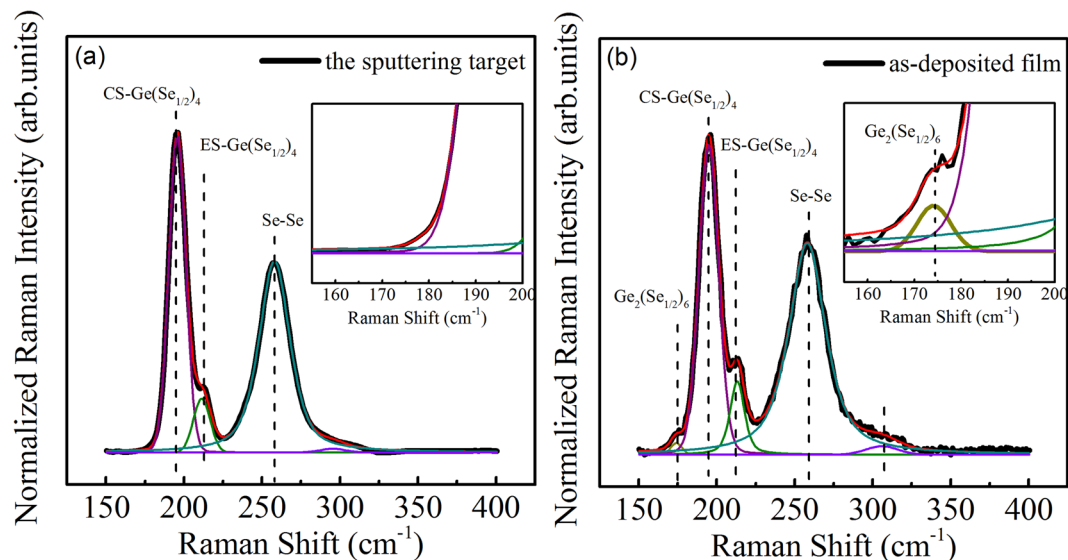 Normalized Raman Intensity (arb.units)
(a)
the sputtering target
CS-Ge(Se1/2)4
ES-Ge(Se1/2)4
Se-Se
160 170 180 190 200
Raman Shift (cm-1)
150 200 250 300 350 400
Raman Shift (cm-1)
Normalized Raman Intensity (arb.units)
(b)
as-deposited film
CS-Ge(Se1/2)4
ES-Ge(Se1/2)4
Ge2(Se1/2)6
Se-Se
Ge2(Se1/2)6
160 170 180 190 200
Raman Shift (cm-1)
150 200 250 300 350 400
Raman Shift (cm-1)